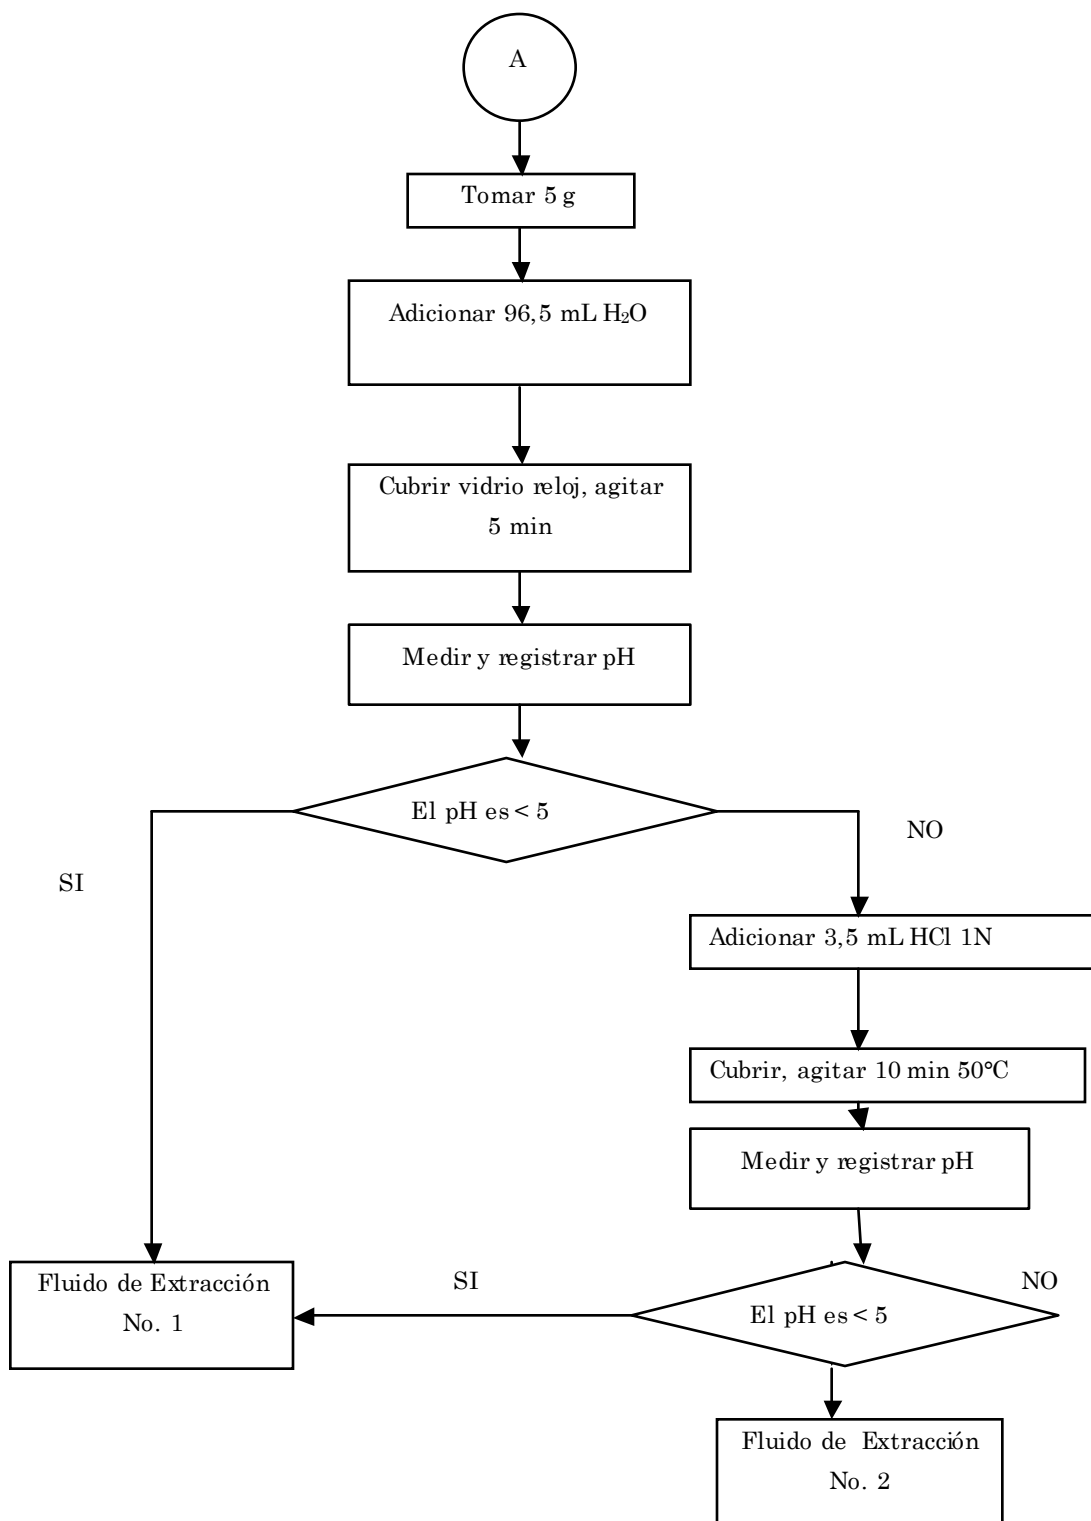 A
Tomar 5 g
Adicionar 96,5 mL H₂O
Cubrir vidrio reloj, agitar
5 min
Medir y registrar pH
El pH es < 5
NO
SI
Adicionar 3,5 mL HCl 1N
Cubrir, agitar 10 min 50°C
Medir y registrar pH
Fluido de Extracción
No. 1
SI
NO
El pH es < 5
Fluido de Extracción
No. 2